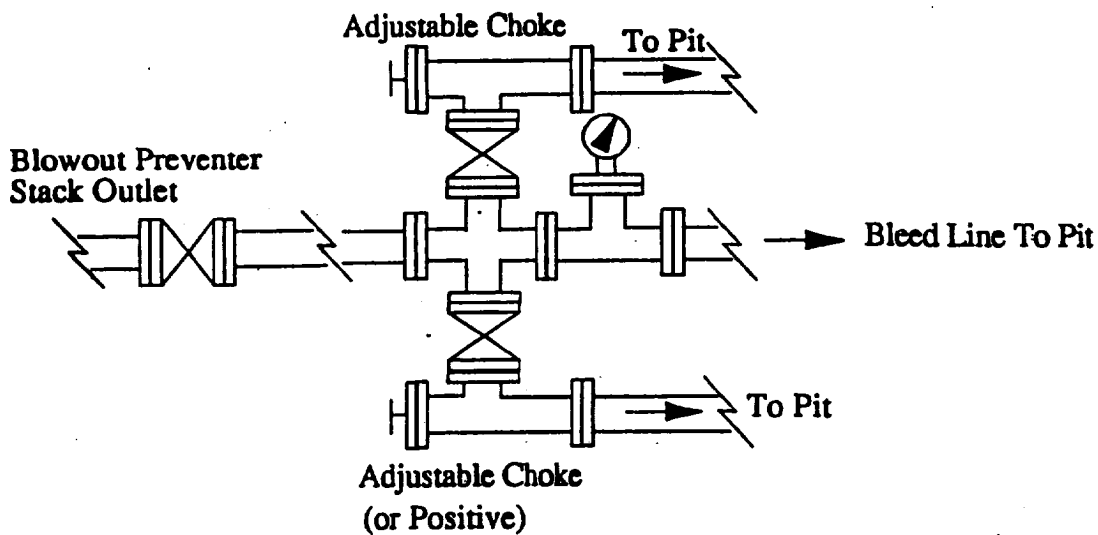 Adjustable Choke
To Pit
Blowout Preventer
Stack Outlet
Bleed Line To Pit
To Pit
Adjustable Choke
(or Positive)